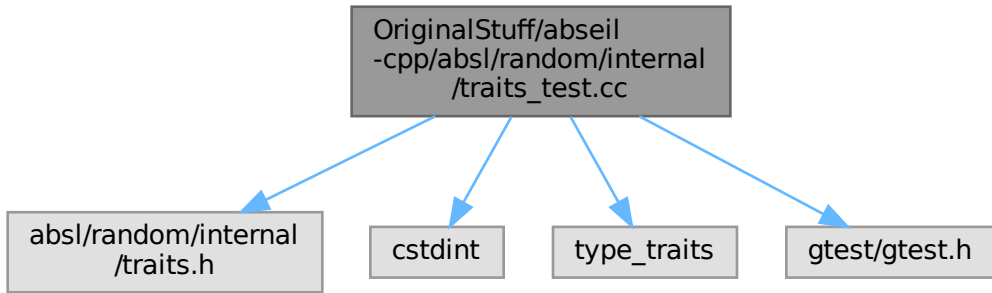 OriginalStuff/abseil
-cpp/absl/random/internal
/traits_test.cc
absl/random/internal
/traits.h
cstdint
type_traits
gtest/gtest.h